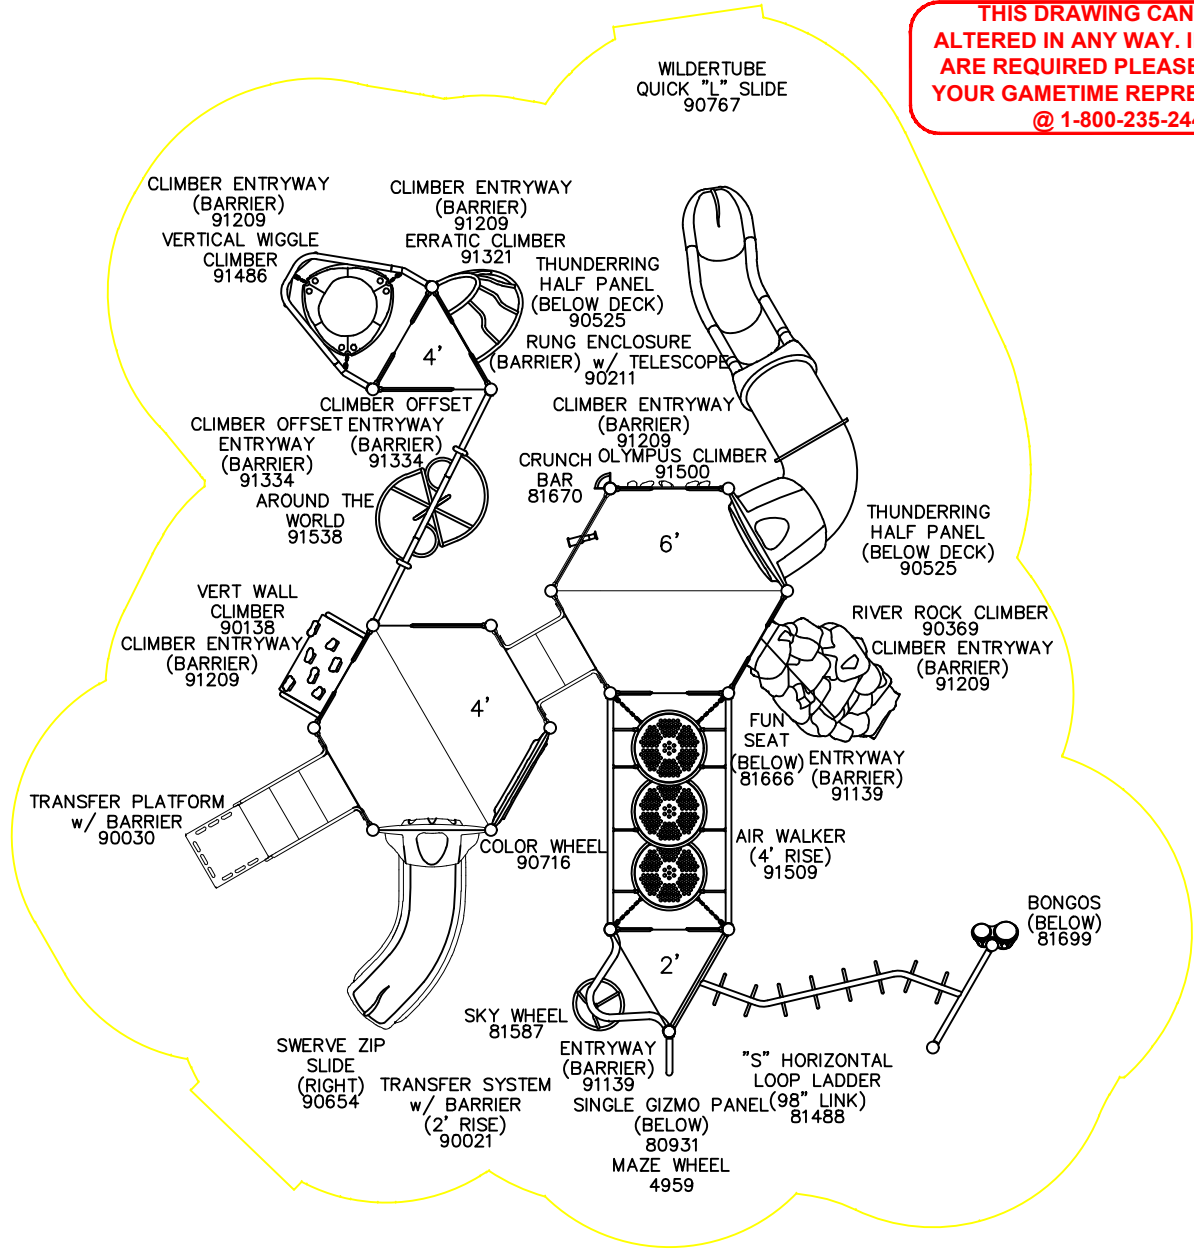 THIS DRAWING CAN
ALTERED IN ANY WAY. I
ARE REQUIRED PLEASE
YOUR GAMETIME REPRE
@ 1-800-235-24
WILDERTUBE
QUICK "L" SLIDE
90767
CLIMBER ENTRYWAY
(BARRIER)
91209
VERTICAL WIGGLE
CLIMBER
91486
CLIMBER ENTRYWAY
(BARRIER)
91209
ERRATIC CLIMBER
91321
THUNDERRING
HALF PANEL
(BELOW DECK)
90525
RUNG ENCLOSURE
(BARRIER) w/ TELESCOPE
90211
4'
CLIMBER OFFSET
ENTRYWAY
(BARRIER)
91334
CLIMBER OFFSET
ENTRYWAY
(BARRIER)
91334
AROUND THE
WORLD
91538
CLIMBER ENTRYWAY
(BARRIER)
91209
OLYMPUS CLIMBER
91500
CRUNCH
BAR
81670
6'
THUNDERRING
HALF PANEL
(BELOW DECK)
90525
VERT WALL
CLIMBER
90138
CLIMBER ENTRYWAY
(BARRIER)
91209
RIVER ROCK CLIMBER
90369
CLIMBER ENTRYWAY
(BARRIER)
91209
4'
FUN
SEAT
(BELOW)
81666
ENTRYWAY
(BARRIER)
91139
TRANSFER PLATFORM
w/ BARRIER
90030
COLOR WHEEL
90716
AIR WALKER
(4' RISE)
91509
BONGOS
(BELOW)
81699
2'
SKY WHEEL
81587
SWERVE ZIP
SLIDE
(RIGHT)
90654
TRANSFER SYSTEM
w/ BARRIER
(2' RISE)
90021
ENTRYWAY
(BARRIER)
91139
SINGLE GIZMO PANEL
(BELOW)
80931
MAZE WHEEL
4959
"S" HORIZONTAL
LOOP LADDER
(98" LINK)
81488